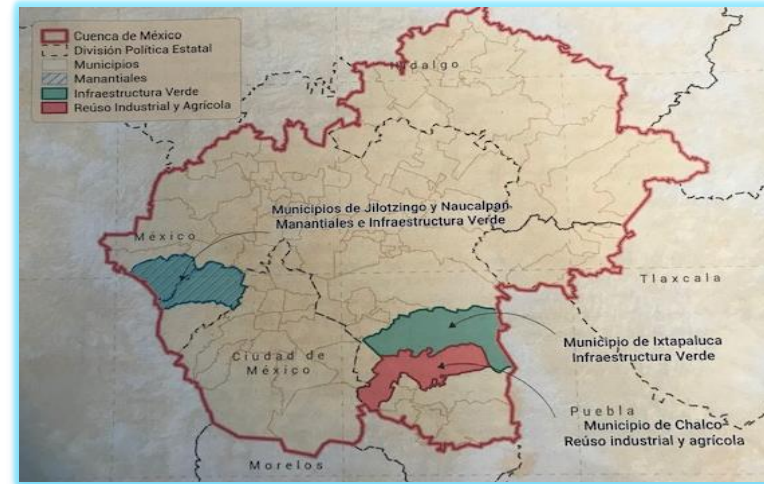 Cuenca de México
División Política Estatal
Municipios
Manantiales
Infraestructura Verde
Reúso Industrial y Agrícola
Hidalgo
Municipios de Jilotzingo y Naucalpan
Manantiales e Infraestructura Verde
México
Tlaxcala
Municipio de Ixtapaluca
Infraestructura Verde
Ciudad de
México
Puebla
Municipio de Chalco
Reúso industrial y agrícola
Morelos